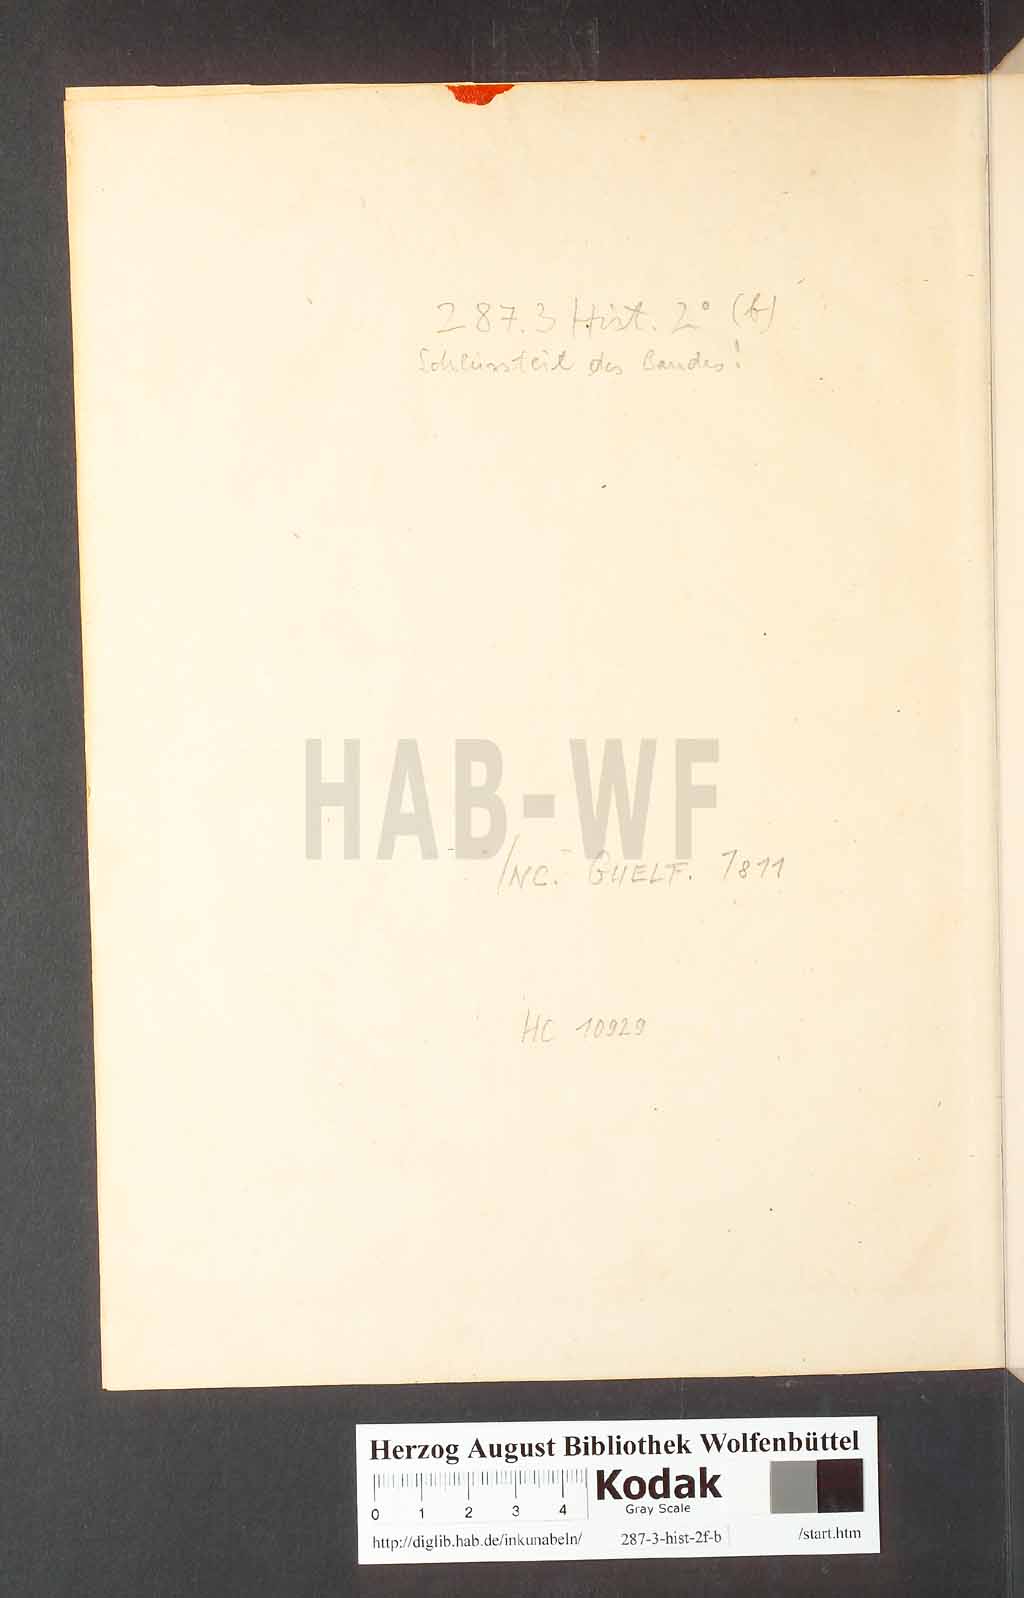 287.3 Hist. 2° (b)
Schlussteil des Bandes!
HAB-WF
INC. GUELF. 1811
HC 10929
Herzog August Bibliothek Wolfenbüttel
Kodak
Gray Scale
0 1 2 3 4
http://diglib.hab.de/inkunabeln/ 287-3-hist-2f-b /start.htm